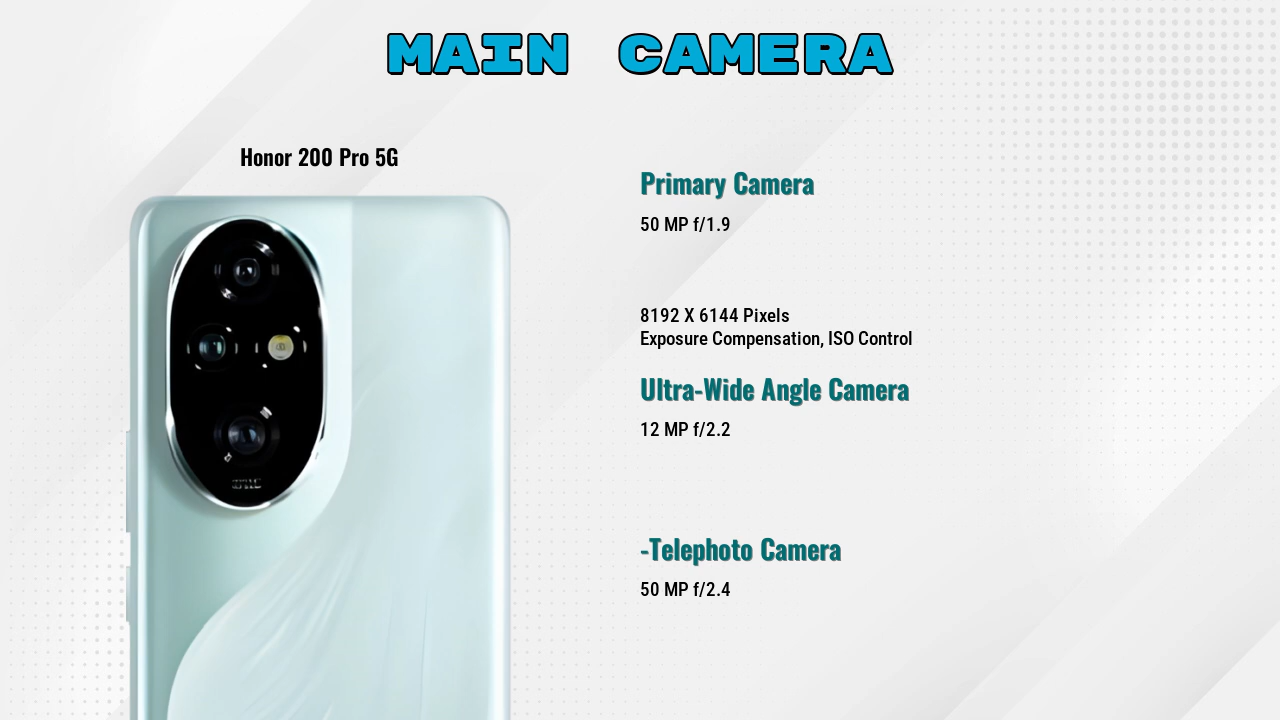 MAIN CAMERA
Honor 200 Pro 5G
Primary Camera
50 MP f/1.9
8192 X 6144 Pixels
Exposure Compensation, ISO Control
Ultra-Wide Angle Camera
12 MP f/2.2
-Telephoto Camera
50 MP f/2.4